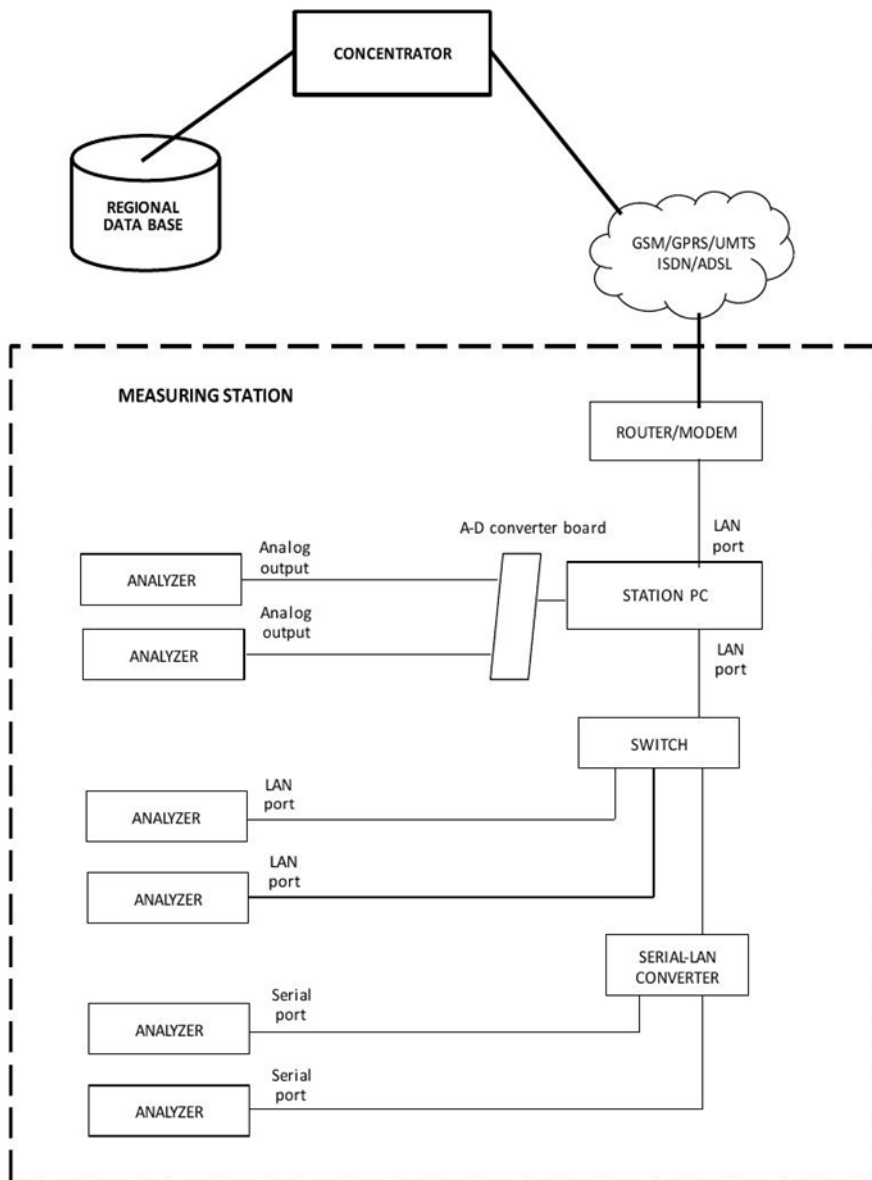 CONCENTRATOR
REGIONAL
DATA BASE
GSM/GPRS/UMTS
ISDN/ADSL
MEASURING STATION
ROUTER/MODEM
LAN
port
A-D converter board
Analog
output
ANALYZER
STATION PC
Analog
output
ANALYZER
LAN
port
SWITCH
LAN
port
ANALYZER
LAN
port
ANALYZER
SERIAL-LAN
CONVERTER
Serial
port
ANALYZER
Serial
port
ANALYZER